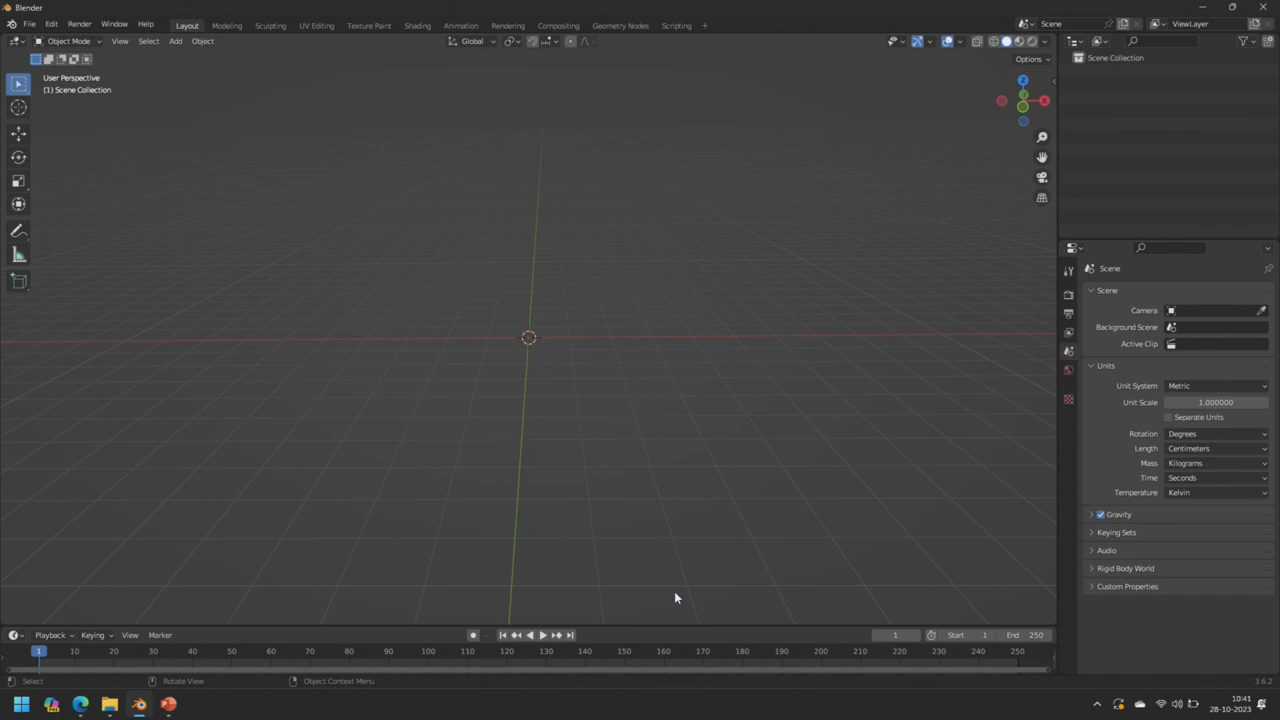 Blender
File Edit Render Window Help Layout Modeling Sculpting UV Editing Texture Paint Shading Animation Rendering Compositing Geometry Nodes Scripting + Scene ViewLayer
Object Mode View Select Add Object Global
Options
User Perspective
(1) Scene Collection
Z
Y
X
Scene Collection
Scene
Scene
Camera
Background Scene
Active Clip
Units
Unit System Metric
Unit Scale 1.000000
Separate Units
Rotation Degrees
Length Centimeters
Mass Kilograms
Time Seconds
Temperature Kelvin
Gravity
Keying Sets
Audio
Rigid Body World
Custom Properties
Playback Keying View Marker 1 Start 1 End 250
1 10 20 30 40 50 60 70 80 90 100 110 120 130 140 150 160 170 180 190 200 210 220 230 240 250
Select Rotate View Object Context Menu 3.6.2
10:41
28-10-2023